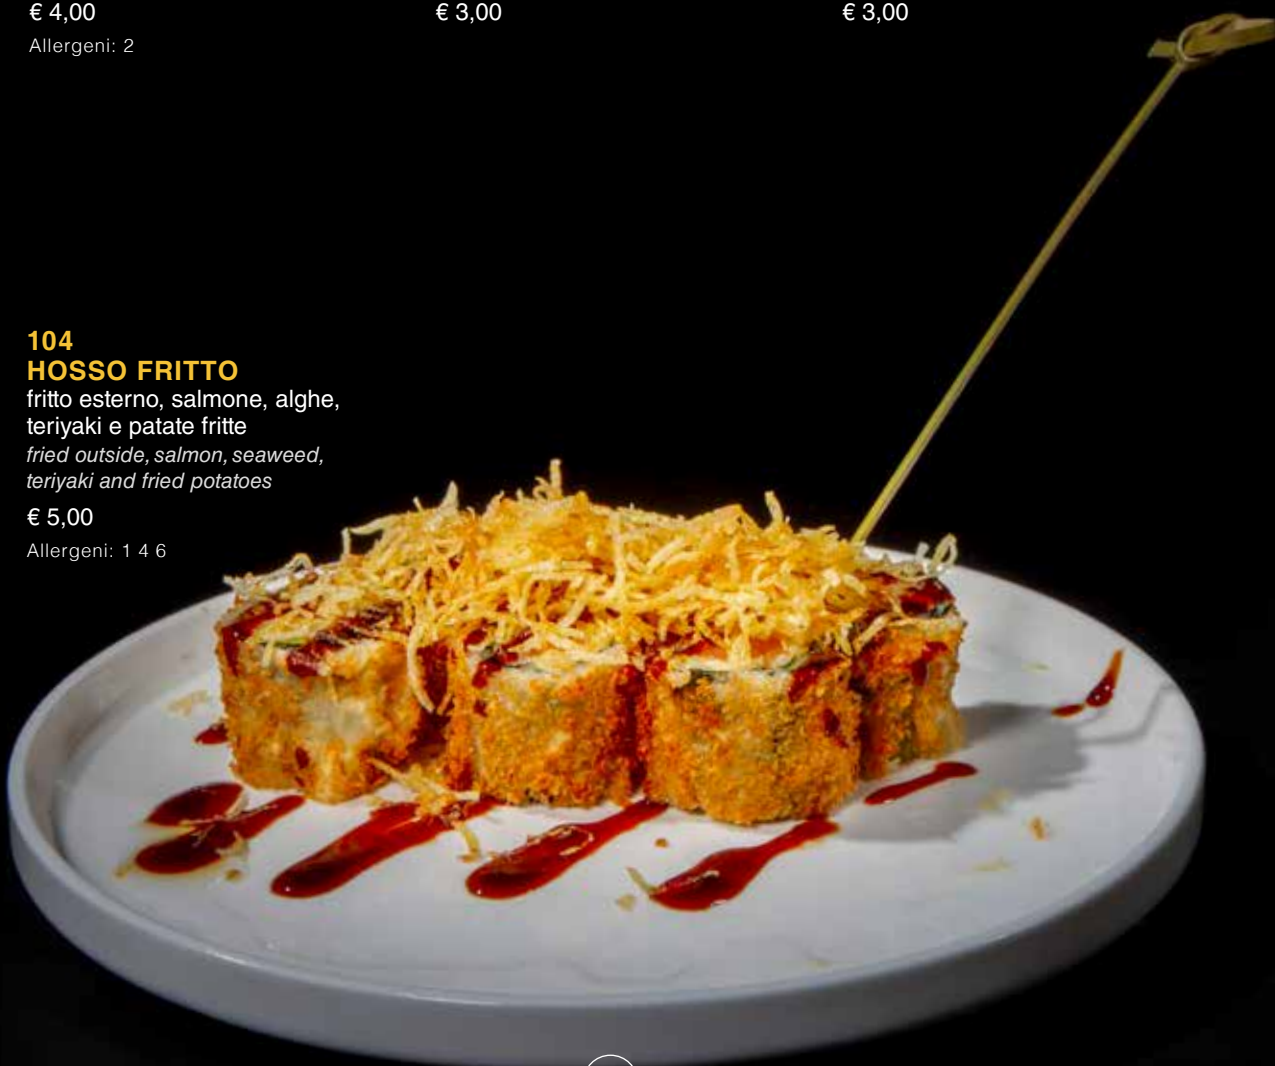 € 4,00
€ 3,00
€ 3,00
Allergeni: 2
104
HOSSO FRITTO
fritto esterno, salmone, alghe,
teriyaki e patate fritte
fried outside, salmon, seaweed,
teriyaki and fried potatoes
€ 5,00
Allergeni: 1 4 6